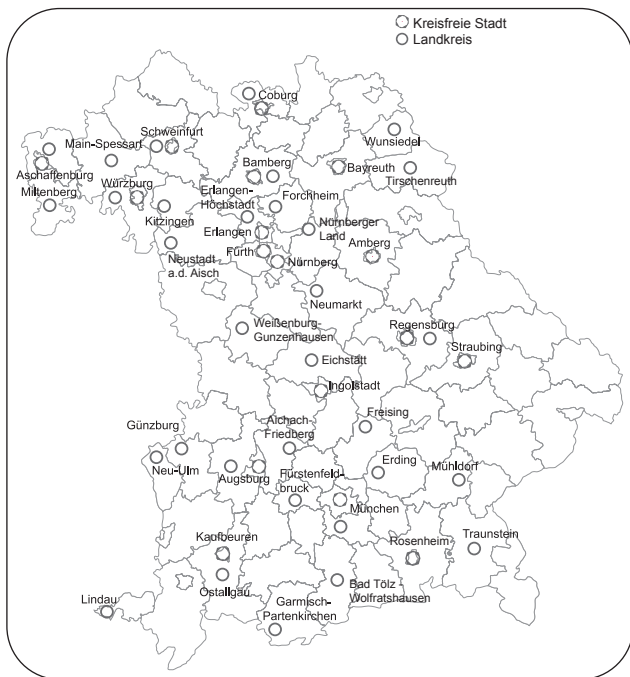 Kreisfreie Stadt
Landkreis
Coburg
Wunsiedel
Main-Spessart
Schweinfurt
Aschaffenburg
Bamberg
Bayreuth
Tirschenreuth
Miltenberg
Würzburg
Erlangen-
Höchstadt
Forchheim
Kitzingen
Nürnberger
Land
Erlangen
Amberg
Neustadt
a.d. Aisch
Fürth
Nürnberg
Neumarkt
Weißenburg-
Gunzenhausen
Regensburg
Straubing
Eichstätt
Ingolstadt
Günzburg
Aichach-
Friedberg
Freising
Neu-Ulm
Augsburg
Fürstenfeld-
bruck
Erding
Mühldorf
München
Kaufbeuren
Rosenheim
Traunstein
Ostallgäu
Bad Tölz -
Wolfratshausen
Lindau
Garmisch-
Partenkirchen